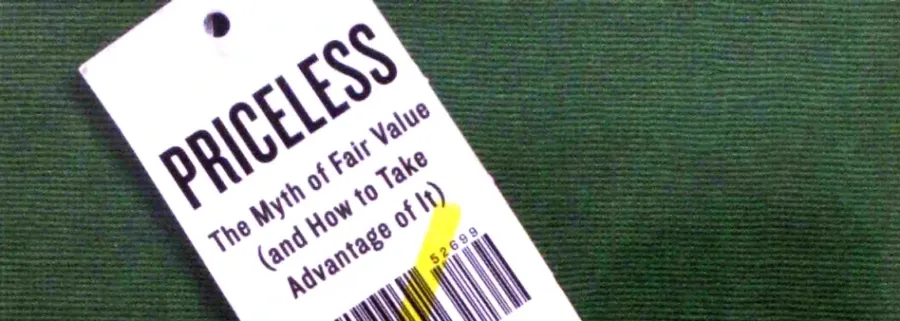 PRICELESS
The Myth of Fair Value
(and How to Take
Advantage of It)
52699